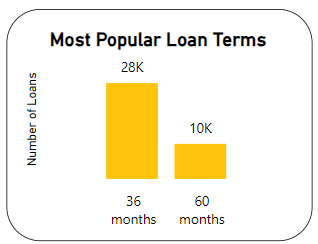 Most Popular Loan Terms
Number of Loans
28K
10K
36
months
60
months